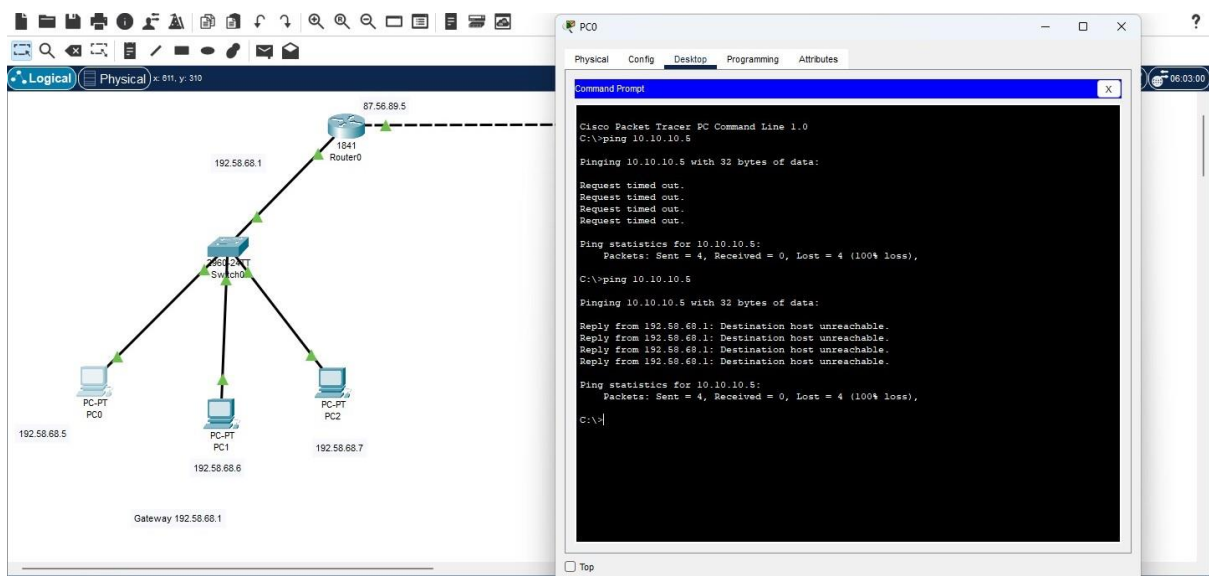 PC0
?
Physical Config Desktop Programming Attributes
Command Prompt
X
Logical
Physical
x: 811, y: 310
06:03:00
Cisco Packet Tracer PC Command Line 1.0
C:\>ping 10.10.10.5
Pinging 10.10.10.5 with 32 bytes of data:
Request timed out.
Request timed out.
Request timed out.
Request timed out.
Ping statistics for 10.10.10.5:
Packets: Sent = 4, Received = 0, Lost = 4 (100% loss),
C:\>ping 10.10.10.5
Pinging 10.10.10.5 with 32 bytes of data:
Reply from 192.58.68.1: Destination host unreachable.
Reply from 192.58.68.1: Destination host unreachable.
Reply from 192.58.68.1: Destination host unreachable.
Reply from 192.58.68.1: Destination host unreachable.
Ping statistics for 10.10.10.5:
Packets: Sent = 4, Received = 0, Lost = 4 (100% loss),
C:\>
Top
87.56.89.5
1841
Router0
192.58.68.1
2960-24TT
Switch0
PC-PT
PC0
192.58.68.5
PC-PT
PC1
192.58.68.6
PC-PT
PC2
192.58.68.7
Gateway 192.58.68.1